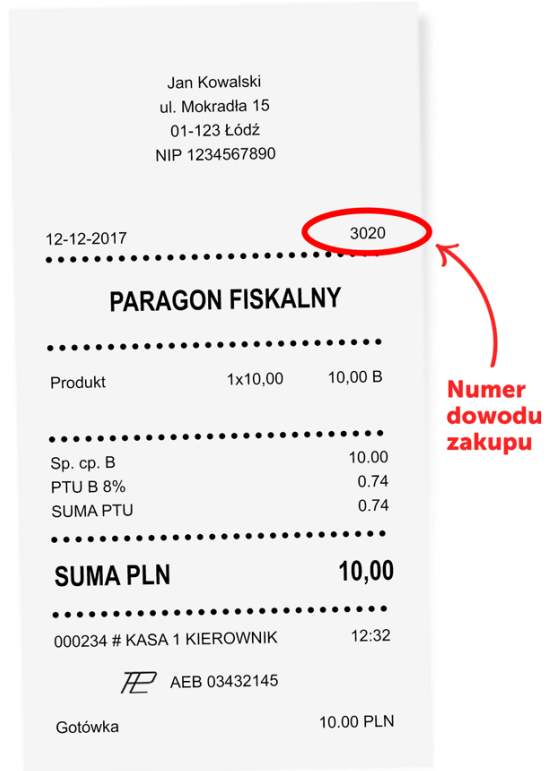 Jan Kowalski
ul. Mokradła 15
01-123 Łódź
NIP 1234567890
12-12-2017 3020
PARAGON FISKALNY
Produkt 1x10,00 10,00 B
Numer
dowodu
zakupu
Sp. cp. B 10.00
PTU B 8% 0.74
SUMA PTU 0.74
SUMA PLN 10,00
000234 # KASA 1 KIEROWNIK 12:32
AEB 03432145
Gotówka 10.00 PLN